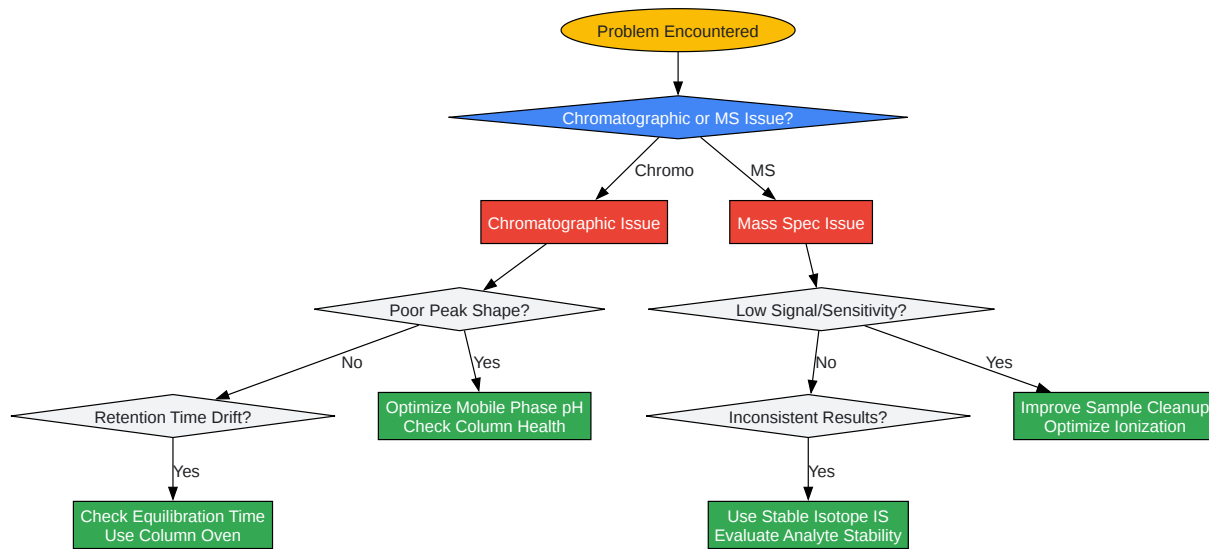 Problem Encountered
Chromatographic or MS Issue?
Chromo
MS
Chromatographic Issue
Mass Spec Issue
Poor Peak Shape?
Low Signal/Sensitivity?
No
Yes
No
Yes
Retention Time Drift?
Optimize Mobile Phase pH
Check Column Health
Inconsistent Results?
Improve Sample Cleanup
Optimize Ionization
Yes
Yes
Check Equilibration Time
Use Column Oven
Use Stable Isotope IS
Evaluate Analyte Stability